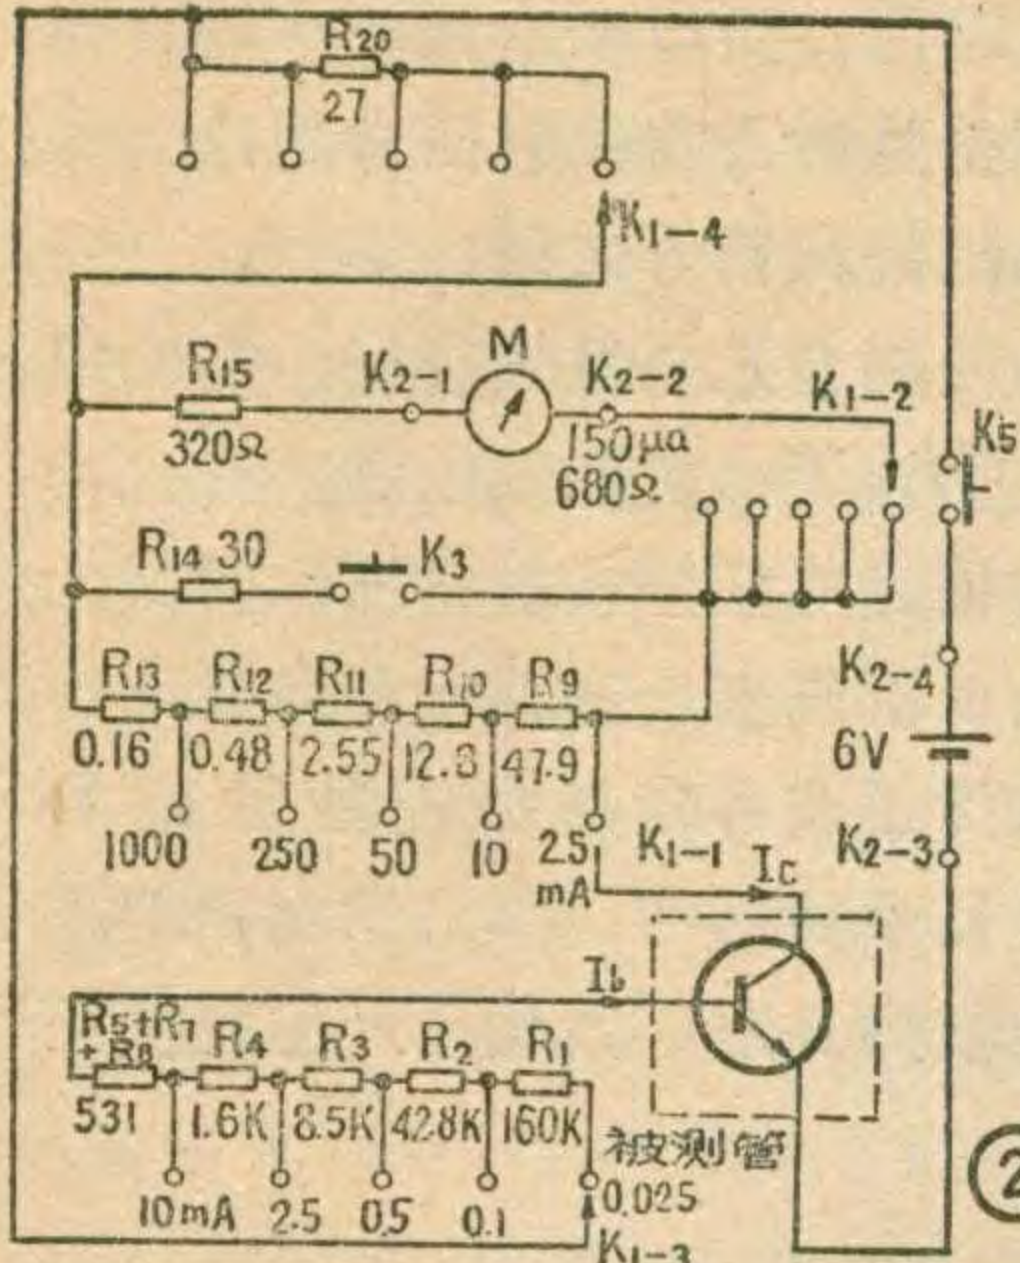 R20
27
K1-4
R15
320Ω
K2-1
M
K2-2
150μa
680Ω
K1-2
K5
R14 30
K3
R13 R12 R11 R10 R9
0.16 0.48 2.55 12.8 47.9
1000 250 50 10 2.5
mA
K1-1
Ic
K2-4
6V
K2-3
Ib
R5+R7
+R8 R4 R3 R2 R1
531 1.6K 8.5K 42.8K 160K
被测管
10mA 2.5 0.5 0.1 0.025
K1-3
2